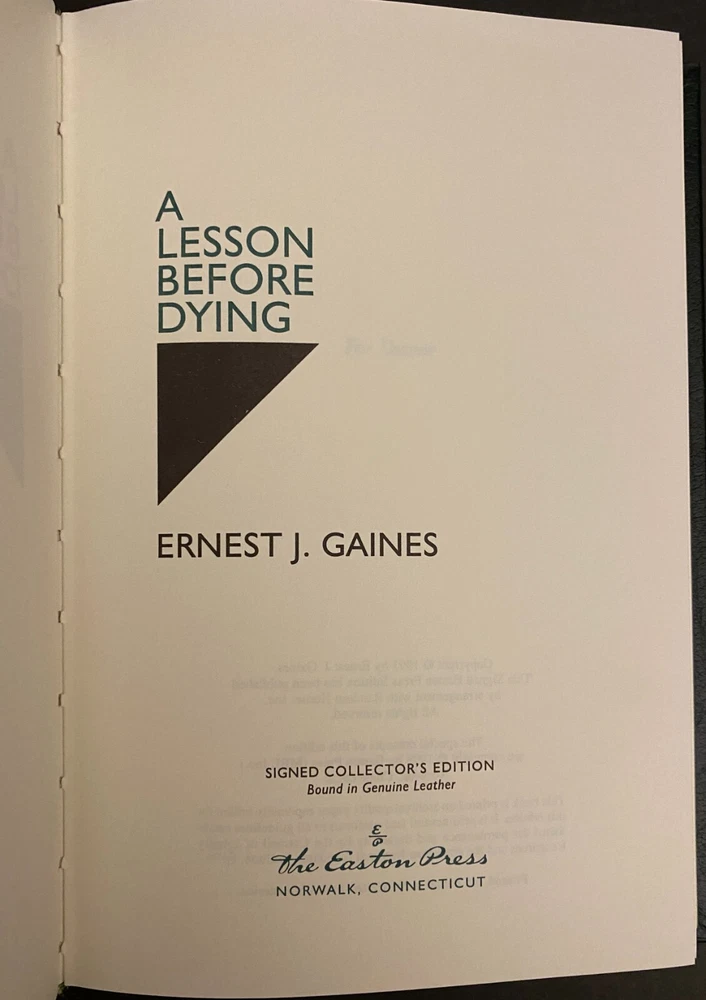 A
LESSON
BEFORE
DYING
ERNEST J. GAINES
SIGNED COLLECTOR'S EDITION
Bound in Genuine Leather
E
P
The Easton Press
NORWALK, CONNECTICUT